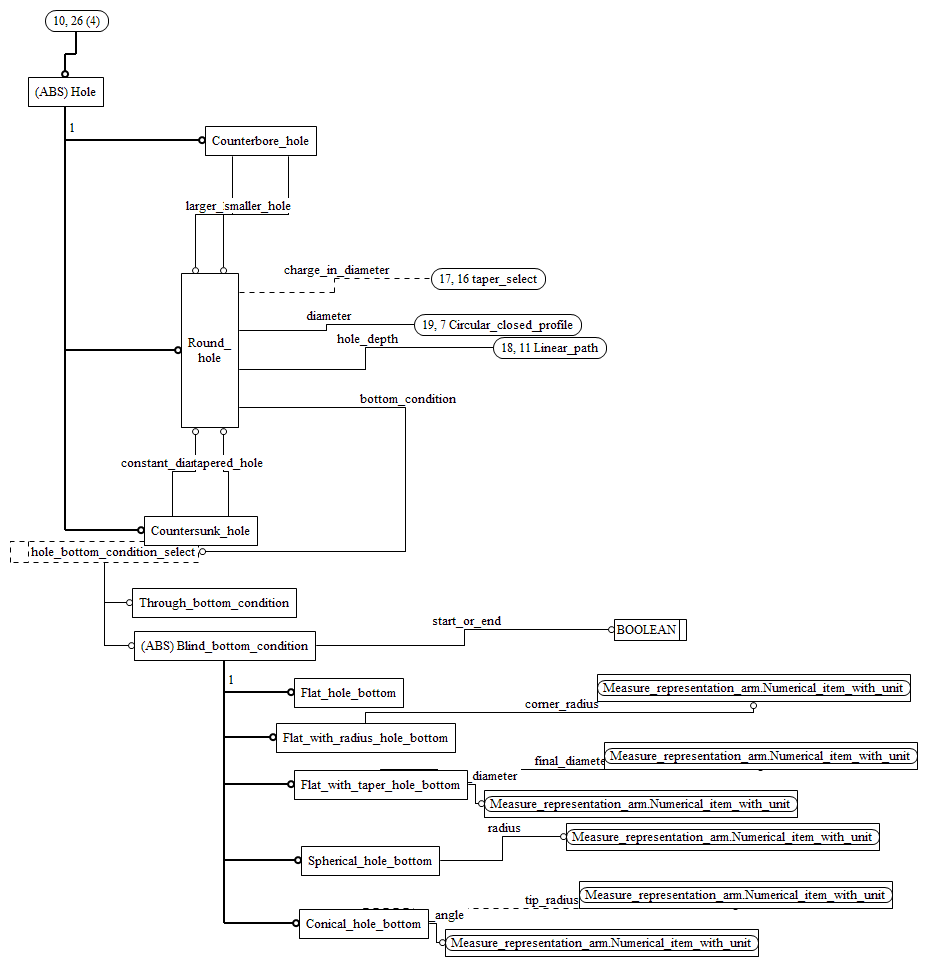 10, 26 (4)
(ABS) Hole
1
Counterbore_hole
larger_smaller_hole
charge_in_diameter
17, 16 taper_select
diameter
19, 7 Circular_closed_profile
hole_depth
18, 11 Linear_path
Round_
hole
bottom_condition
constant_diatapered_hole
Countersunk_hole
hole_bottom_condition_select
Through_bottom_condition
start_or_end
BOOLEAN
(ABS) Blind_bottom_condition
1
Flat_hole_bottom
Measure_representation_arm.Numerical_item_with_unit
corner_radius
Flat_with_radius_hole_bottom
final_diamete
Measure_representation_arm.Numerical_item_with_unit
diameter
Flat_with_taper_hole_bottom
Measure_representation_arm.Numerical_item_with_unit
radius
Measure_representation_arm.Numerical_item_with_unit
Spherical_hole_bottom
tip_radius
Measure_representation_arm.Numerical_item_with_unit
angle
Conical_hole_bottom
Measure_representation_arm.Numerical_item_with_unit